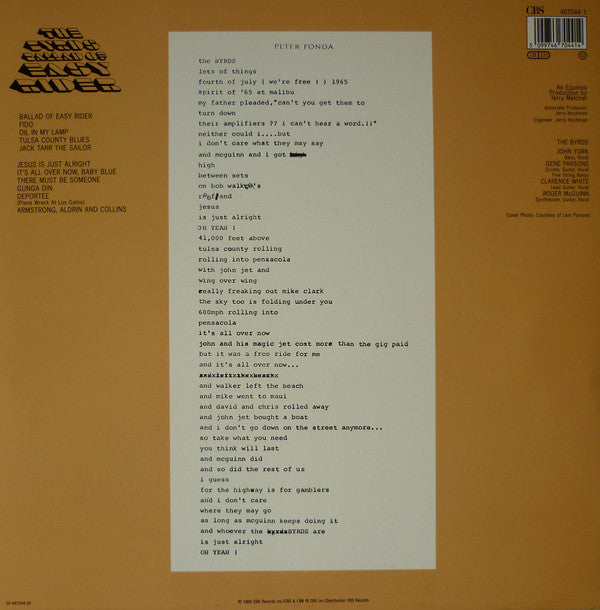 THE
BYRDS
BALLAD OF
EASY
RIDER
BALLAD OF EASY RIDER
FIDO
OIL IN MY LAMP
TULSA COUNTY BLUES
JACK TARR THE SAILOR
JESUS IS JUST ALRIGHT
IT'S ALL OVER NOW, BABY BLUE
THERE MUST BE SOMEONE
GUNGA DIN
DEPORTEE
(Plane Wreck At Los Gatos)
ARMSTRONG, ALDRIN AND COLLINS
PETER FONDA
the BYRDS
lots of things
fourth of july ( we're free ! ) 1965
spirit of '65 at malibu
my father pleaded,"can't you get them to
turn down
their amplifiers ?? i can't hear a word.!!"
neither could i....but
i don't care what they may say
and mcguinn and i got
high
between sets
on bob walker's
roof/and
jesus
is just alright
OH YEAH !
41,000 feet above
tulsa county rolling
rolling into pensacola
with john jet and
wing over wing
really freaking out mike clark
the sky too is folding under you
600mph rolling into
pensacola
it's all over now
john and his magic jet cost more than the gig paid
but it was a free ride for me
and it's all over now...
and walker left the beach
and mike went to maui
and david and chris rolled away
and john jet bought a boat
and i don't go down on the street anymore...
so take what you need
you think will last
and mcguinn did
and so did the rest of us
i guess
for the highway is for gamblers
and i don't care
where they may go
as long as mcguinn keeps doing it
and whoever the byrdsBYRDS are
is just alright
OH YEAH !
CBS 467044 1
5 099746 704414
An Equinox
Production by
Terry Melcher
Associate Producer:
Jerry Hochman
Engineer: Jerry Hochman
THE BYRDS
JOHN YORK
Bass, Vocal
GENE PARSONS
Drums, Guitar, Vocal
Five String Banjo
CLARENCE WHITE
Lead Guitar, Vocal
ROGER McGUINN
Synthesizer, Guitar, Vocal
Cover Photo: Courtesy of Lem Parsons